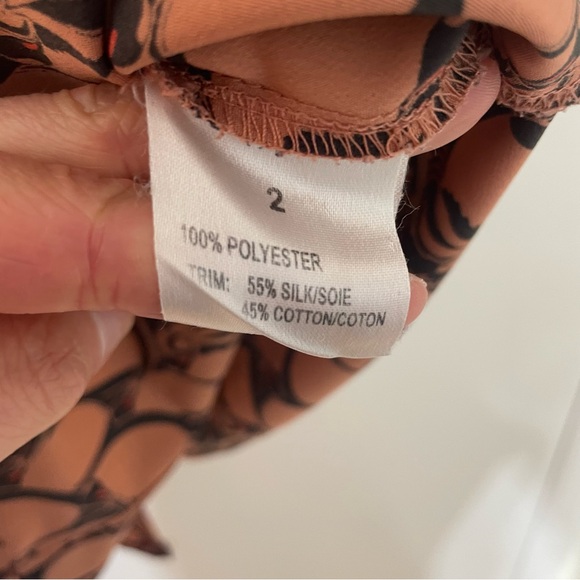 2
100% POLYESTER
TRIM: 55% SILK/SOIE
45% COTTON/COTON